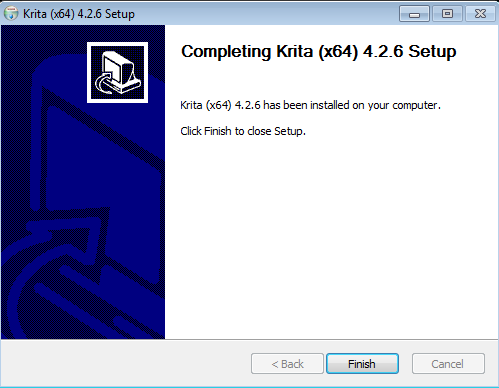 Krita (x64) 4.2.6 Setup
Completing Krita (x64) 4.2.6 Setup
Krita (x64) 4.2.6 has been installed on your computer.
Click Finish to close Setup.
< Back
Finish
Cancel